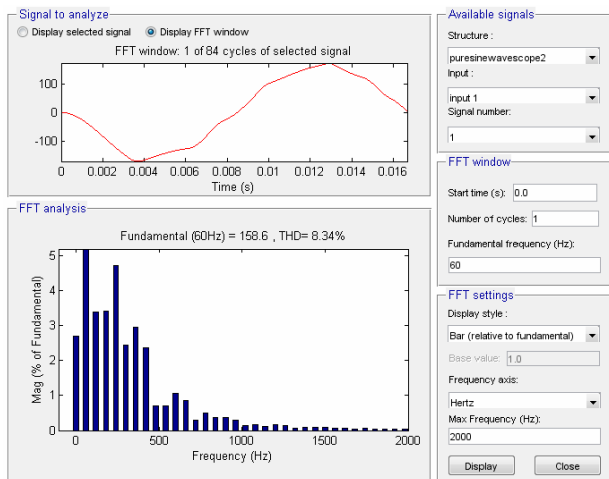 Signal to analyze
Display selected signal Display FFT window
FFT window: 1 of 84 cycles of selected signal
100
0
-100
0 0.002 0.004 0.006 0.008 0.01 0.012 0.014 0.016
Time (s)
FFT analysis
Fundamental (60Hz) = 158.6 , THD= 8.34%
Mag (% of Fundamental)
5
4
3
2
1
0
0 500 1000 1500 2000
Frequency (Hz)
Available signals
Structure :
puresinewavescope2
Input :
input 1
Signal number:
1
FFT window
Start time (s): 0.0
Number of cycles: 1
Fundamental frequency (Hz):
60
FFT settings
Display style :
Bar (relative to fundamental)
Base value: 1.0
Frequency axis:
Hertz
Max Frequency (Hz):
2000
Display Close